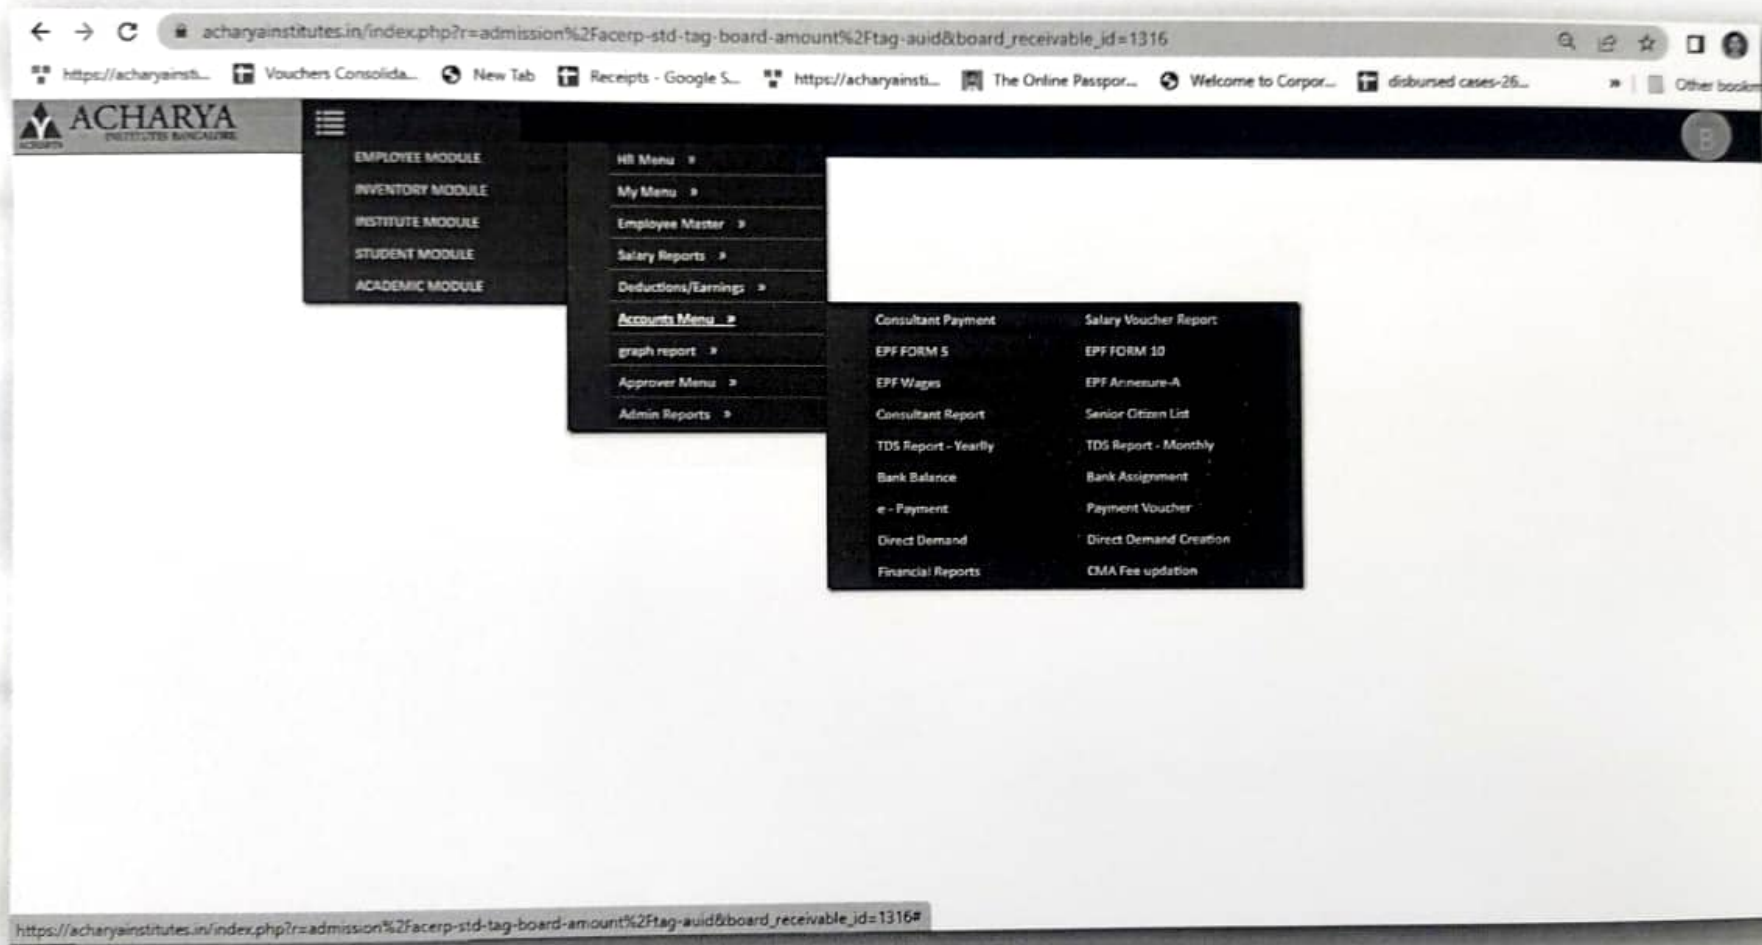 acharyainstitutes.in/index.php?r=admission%2Facerp-std-tag-board-amount%2Ftag-auid&board_receivable_id=1316
https://acharyainsti... Vouchers Consolida... New Tab Receipts - Google S... https://acharyainsti... The Online Passpor... Welcome to Corpor... disbursed cases-26... » Other bookm
ACHARYA
INSTITUTES BANGALORE
ACHARYA
B
EMPLOYEE MODULE
INVENTORY MODULE
INSTITUTE MODULE
STUDENT MODULE
ACADEMIC MODULE
HR Menu »
My Menu »
Employee Master »
Salary Reports »
Deductions/Earnings »
Accounts Menu »
graph report »
Approver Menu »
Admin Reports »
Consultant Payment Salary Voucher Report
EPF FORM 5 EPF FORM 10
EPF Wages EPF Annexure-A
Consultant Report Senior Citizen List
TDS Report - Yearlly TDS Report - Monthly
Bank Balance Bank Assignment
e - Payment Payment Voucher
Direct Demand Direct Demand Creation
Financial Reports CMA Fee updation
https://acharyainstitutes.in/index.php?r=admission%2Facerp-std-tag-board-amount%2Ftag-auid&board_receivable_id=1316#